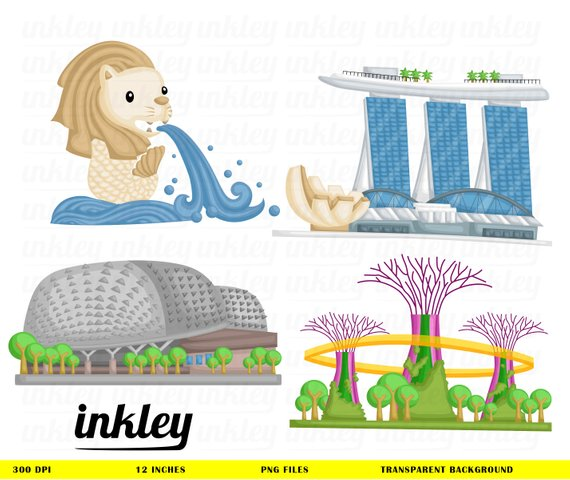 inkley
300 DPI 12 INCHES PNG FILES TRANSPARENT BACKGROUND